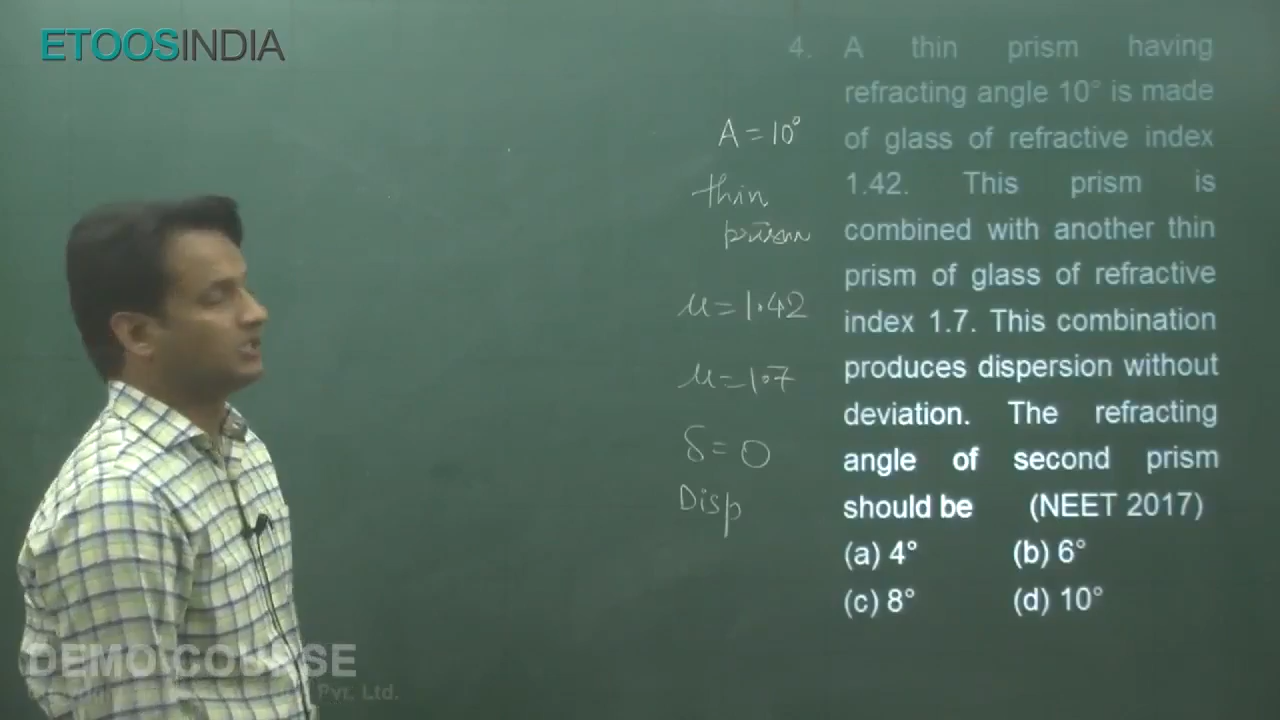 ETOOSINDIA
4. A thin prism having
refracting angle 10° is made
of glass of refractive index
1.42. This prism is
combined with another thin
prism of glass of refractive
index 1.7. This combination
produces dispersion without
deviation. The refracting
angle of second prism
should be (NEET 2017)
(a) 4° (b) 6°
(c) 8° (d) 10°
A = 10°
thin
prism
μ = 1.42
μ = 1.7
δ = 0
Disp
DEMO COURSE
Pvt. Ltd.